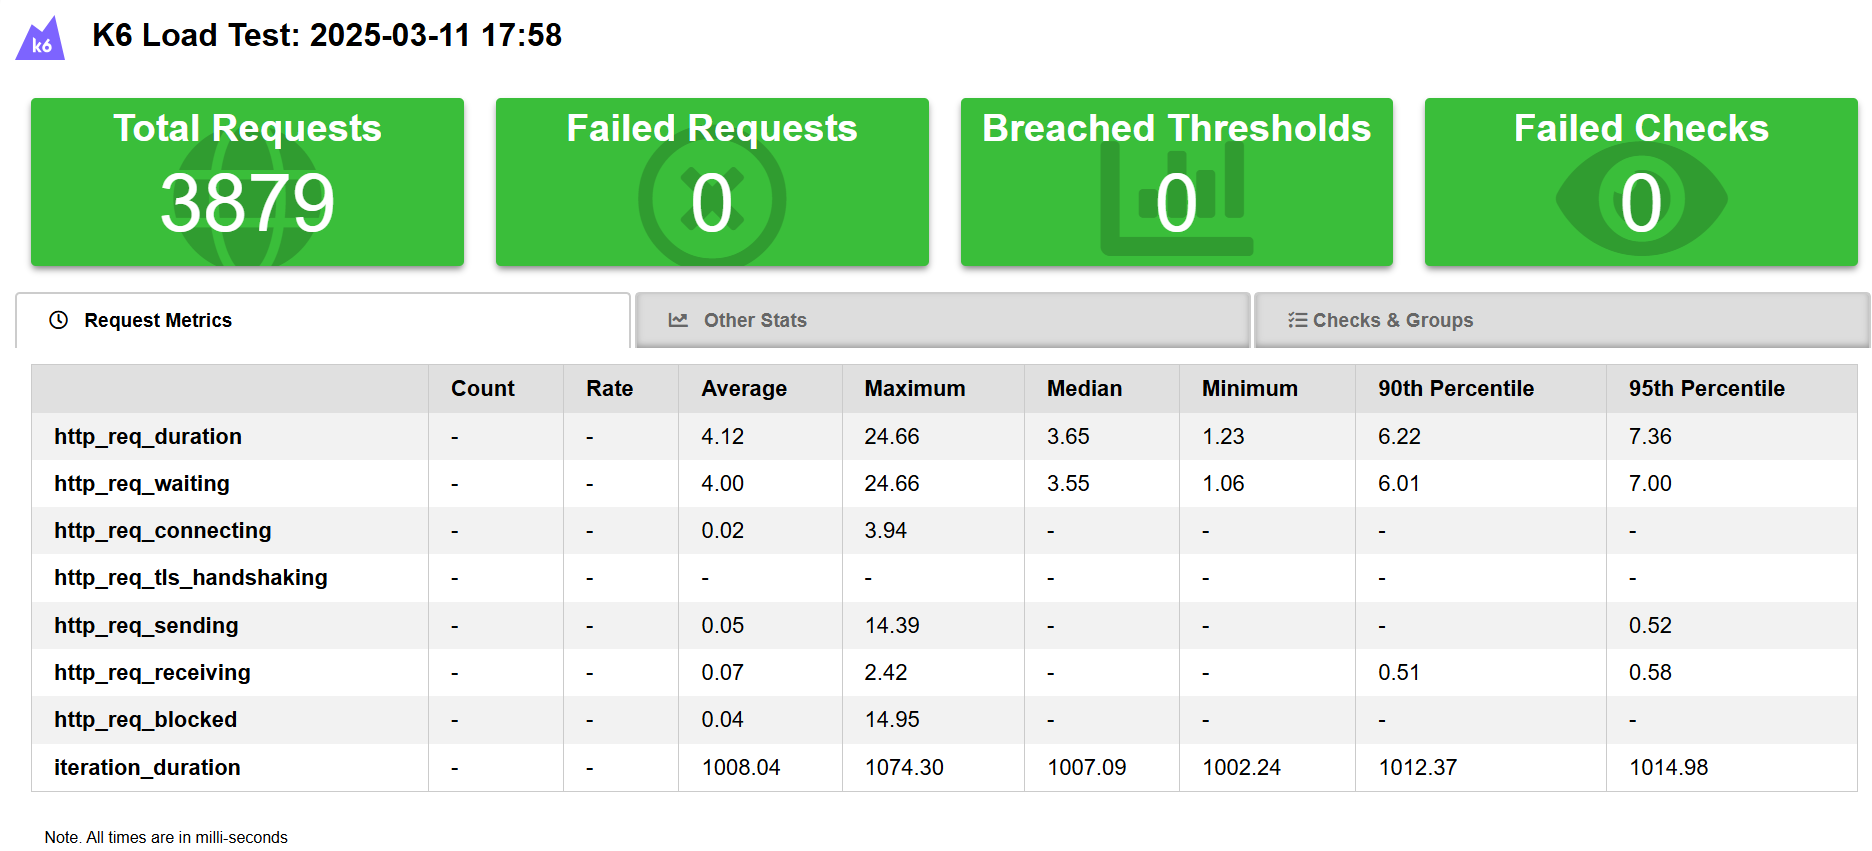 k6
K6 Load Test: 2025-03-11 17:58
Total Requests
3879
Failed Requests
0
Breached Thresholds
0
Failed Checks
0
Request Metrics
Other Stats
Checks & Groups
Count Rate Average Maximum Median Minimum 90th Percentile 95th Percentile
http_req_duration - - 4.12 24.66 3.65 1.23 6.22 7.36
http_req_waiting - - 4.00 24.66 3.55 1.06 6.01 7.00
http_req_connecting - - 0.02 3.94 - - - -
http_req_tls_handshaking - - - - - - - -
http_req_sending - - 0.05 14.39 - - - 0.52
http_req_receiving - - 0.07 2.42 - - 0.51 0.58
http_req_blocked - - 0.04 14.95 - - - -
iteration_duration - - 1008.04 1074.30 1007.09 1002.24 1012.37 1014.98
Note. All times are in milli-seconds